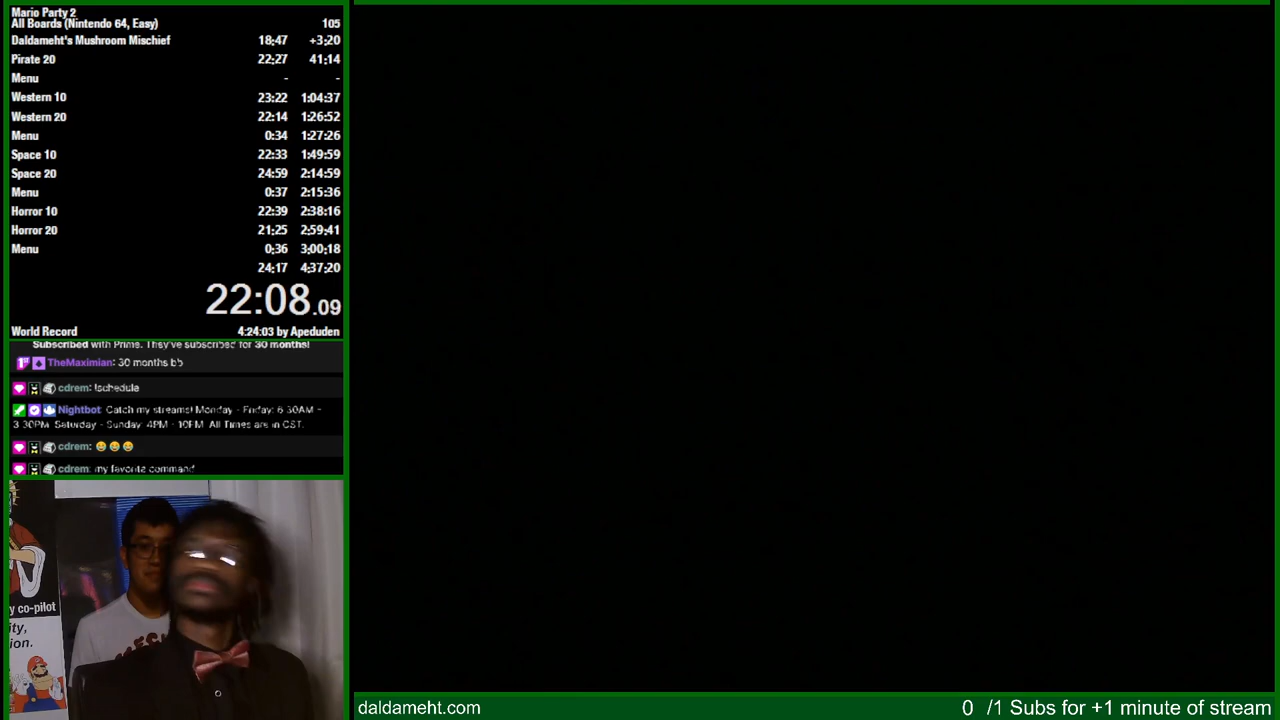 Mario Party 2
All Boards (Nintendo 64, Easy) 105
Daldameht's Mushroom Mischief 18:47 +3:20
Pirate 20 22:27 41:14
Menu - -
Western 10 23:22 1:04:37
Western 20 22:14 1:26:52
Menu 0:34 1:27:26
Space 10 22:33 1:49:59
Space 20 24:59 2:14:59
Menu 0:37 2:15:36
Horror 10 22:39 2:38:16
Horror 20 21:25 2:59:41
Menu 0:36 3:00:18
24:17 4:37:20
22:08.09
World Record 4:24:03 by Apeduden
Subscribed with Prime. They've subscribed for 30 months!
TheMaximian: 30 months bb
cdrem: !schedule
Nightbot: Catch my streams! Monday - Friday: 6:30AM -
3:30PM. Saturday - Sunday: 4PM - 10PM. All Times are in CST.
cdrem: 😂 😂 😂
cdrem: my favorite command
y co-pilot
ity,
ion.
daldameht.com
0 /1 Subs for +1 minute of stream